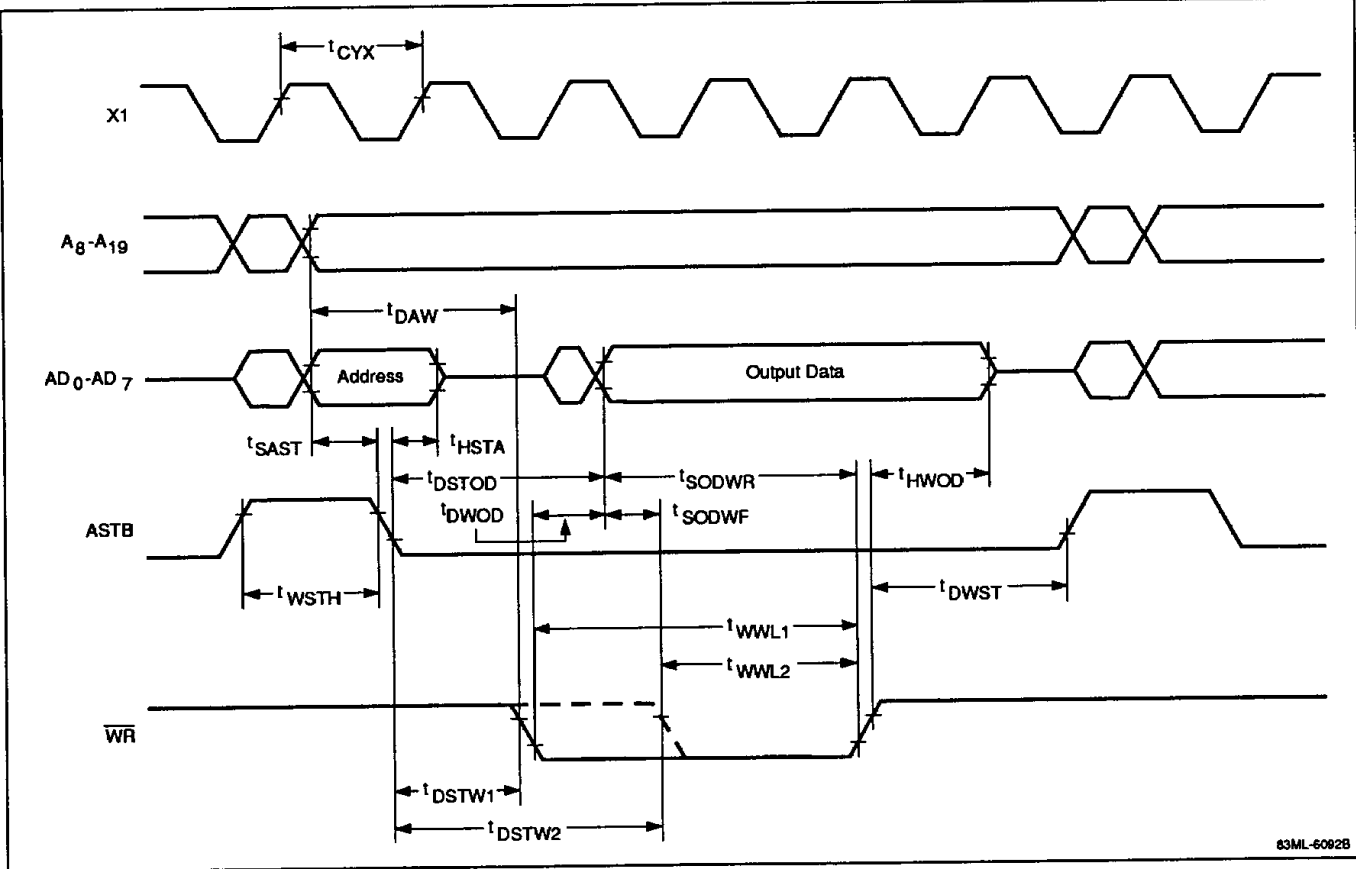 tCYX
X1
A8-A19
tDAW
AD0-AD7
Address
Output Data
tSAST
tHSTA
tDSTOD
tSODWR
tHWOD
tDWOD
tSODWF
ASTB
tWSTH
tDWST
tWWL1
tWWL2
WR
tDSTW1
tDSTW2
83ML-6092B